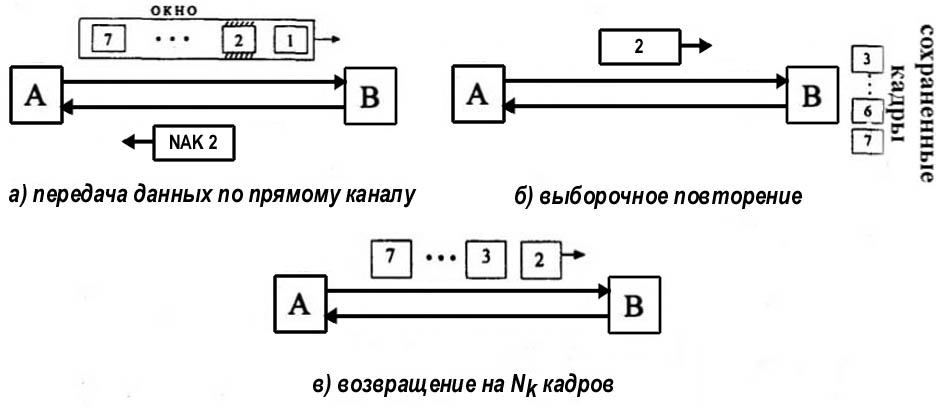 ОКНО
7 • • • 2 1
А В
NAK 2
а) передача данных по прямому каналу
2
А В
3
6
7
сохраненные
кадры
б) выборочное повторение
7 • • • 3 2
А В
в) возвращение на Nk кадров